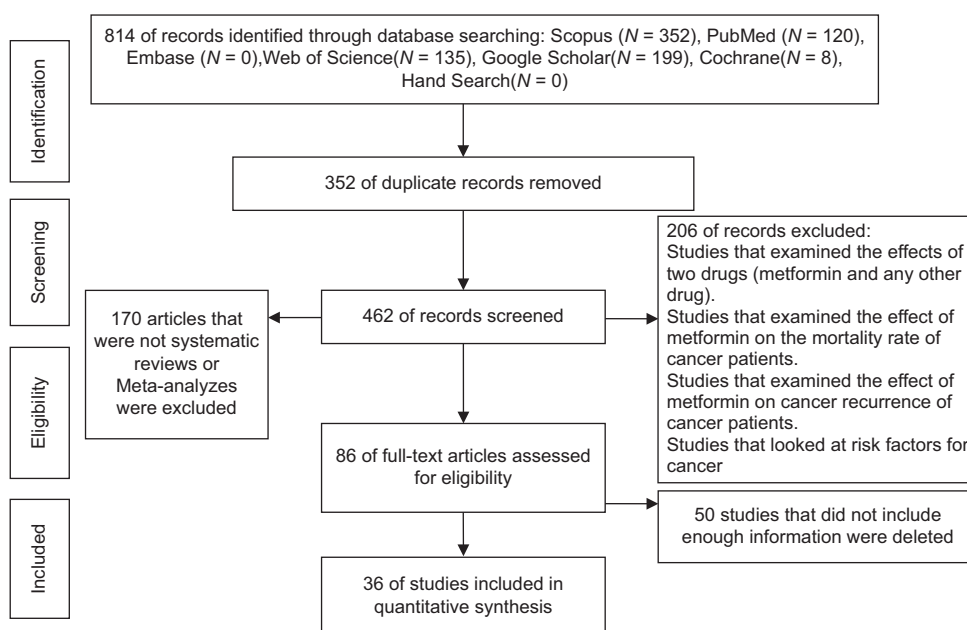 814 of records identified through database searching: Scopus (N = 352), PubMed (N = 120),
Embase (N = 0),Web of Science(N = 135), Google Scholar(N = 199), Cochrane(N = 8),
Hand Search(N = 0)
Identification
352 of duplicate records removed
Screening
206 of records excluded:
Studies that examined the effects of
two drugs (metformin and any other
drug).
Studies that examined the effect of
metformin on the mortality rate of
cancer patients.
Studies that examined the effect of
metformin on cancer recurrence of
cancer patients.
Studies that looked at risk factors for
cancer
462 of records screened
170 articles that
were not systematic
reviews or
Meta-analyzes
were excluded
Eligibility
86 of full-text articles assessed
for eligibility
50 studies that did not include
enough information were deleted
Included
36 of studies included in
quantitative synthesis